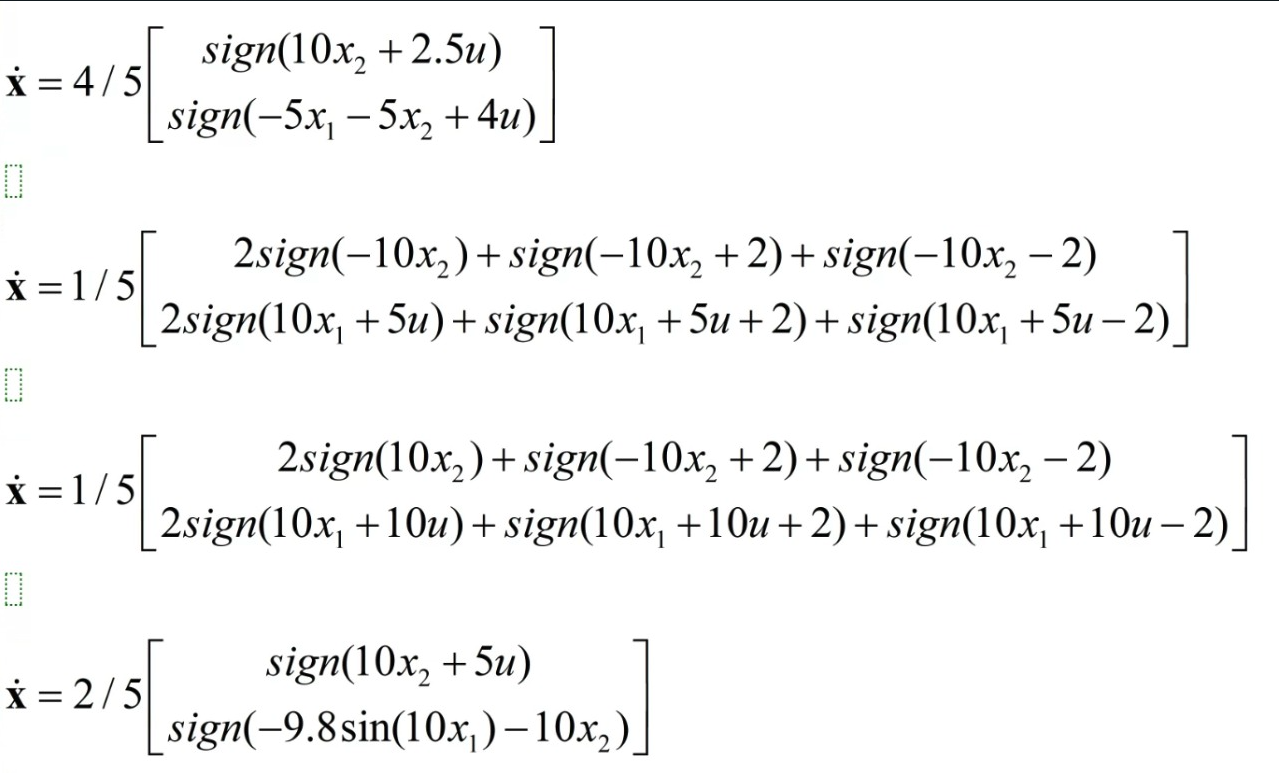 ẋ = 4 / 5 [ sign(10x₂ + 2.5u)
sign(−5x₁ − 5x₂ + 4u) ]
ẋ = 1 / 5 [ 2sign(−10x₂) + sign(−10x₂ + 2) + sign(−10x₂ − 2)
2sign(10x₁ + 5u) + sign(10x₁ + 5u + 2) + sign(10x₁ + 5u − 2) ]
ẋ = 1 / 5 [ 2sign(10x₂) + sign(−10x₂ + 2) + sign(−10x₂ − 2)
2sign(10x₁ + 10u) + sign(10x₁ + 10u + 2) + sign(10x₁ + 10u − 2) ]
ẋ = 2 / 5 [ sign(10x₂ + 5u)
sign(−9.8sin(10x₁) − 10x₂) ]